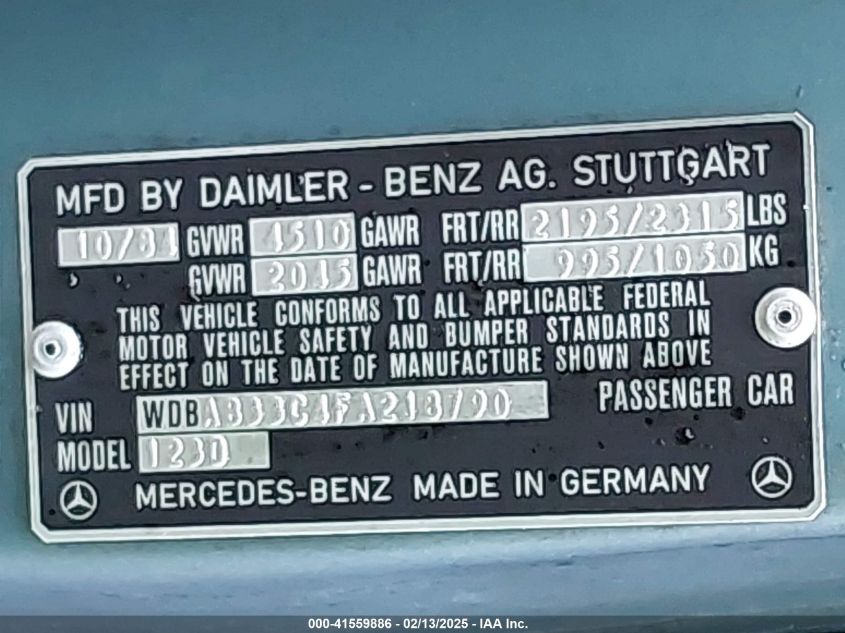 MFD BY DAIMLER - BENZ AG. STUTTGART
10/84 GVWR 4510 GAWR FRT/RR 2195/2315 LBS
GVWR 2045 GAWR FRT/RR 995/1050 KG
THIS VEHICLE CONFORMS TO ALL APPLICABLE FEDERAL
MOTOR VEHICLE SAFETY AND BUMPER STANDARDS IN
EFFECT ON THE DATE OF MANUFACTURE SHOWN ABOVE
VIN PASSENGER CAR
MODEL 123D
MERCEDES-BENZ MADE IN GERMANY
000-41559886 - 02/13/2025 - IAA Inc.